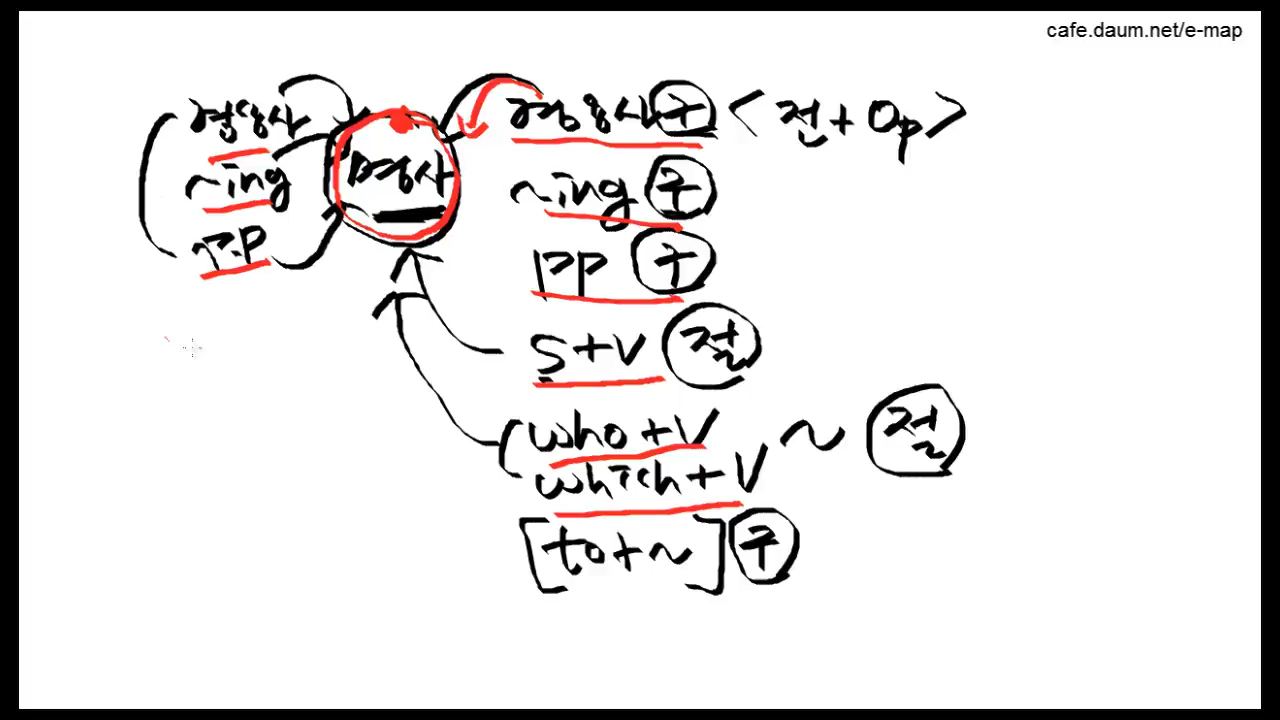 cafe.daum.net/e-map
형용사 명사 형용사 구 <전+Op>
~ing ~ing 구
P.P PP 구
S+V 절
who+V ~ 절
which+V
[to+~] 구